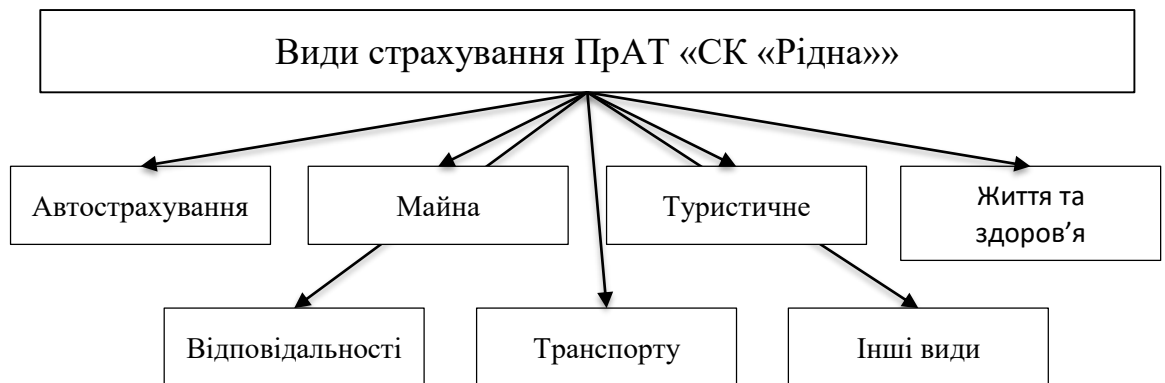 Види страхування ПрАТ «СК «Рідна»»
Автострахування
Майна
Туристичне
Життя та
здоров’я
Відповідальності
Транспорту
Інші види